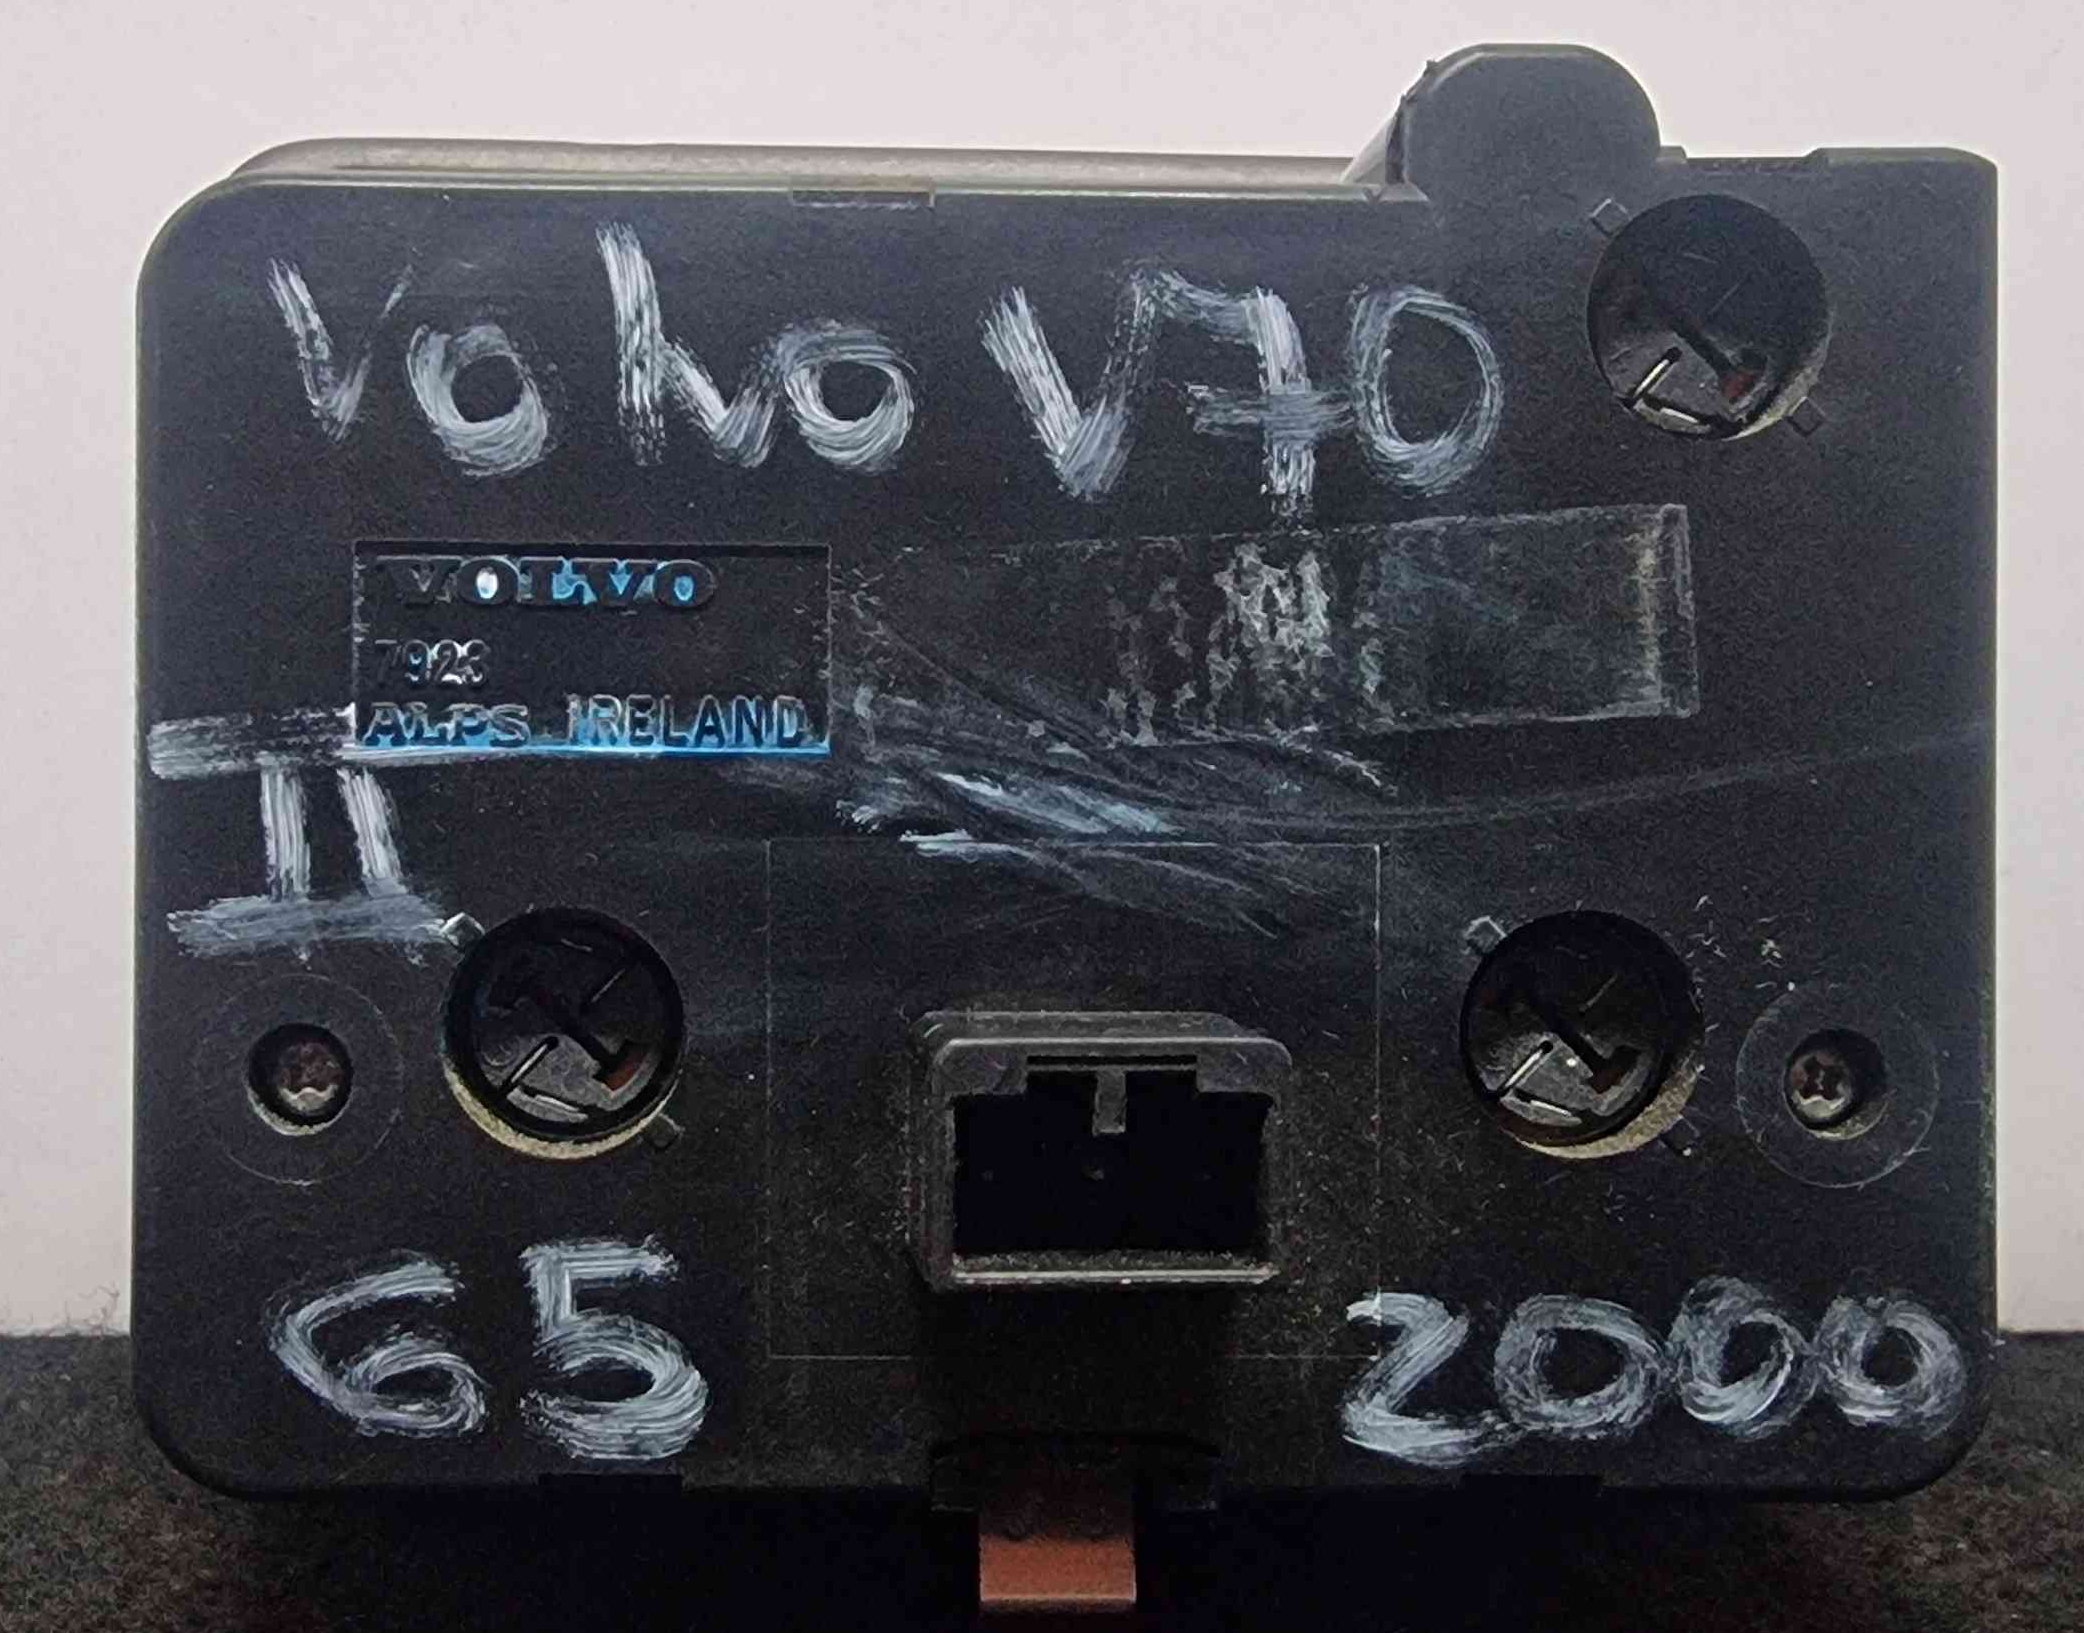 Volvo V70
VOLVO
7923
ALPS IRELAND
II
65
2000